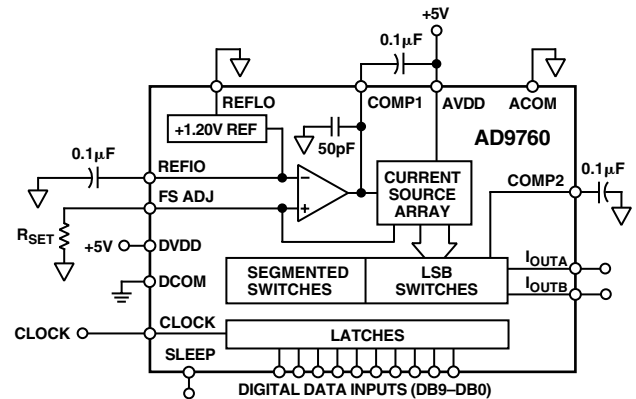 +5V
0.1µF
REFLO
COMP1
AVDD
ACOM
+1.20V REF
50pF
AD9760
0.1µF
REFIO
0.1µF
COMP2
CURRENT
SOURCE
ARRAY
FS ADJ
RSET
+5V
DVDD
DCOM
SEGMENTED
SWITCHES
LSB
SWITCHES
IOUTA
IOUTB
CLOCK
CLOCK
LATCHES
SLEEP
DIGITAL DATA INPUTS (DB9–DB0)